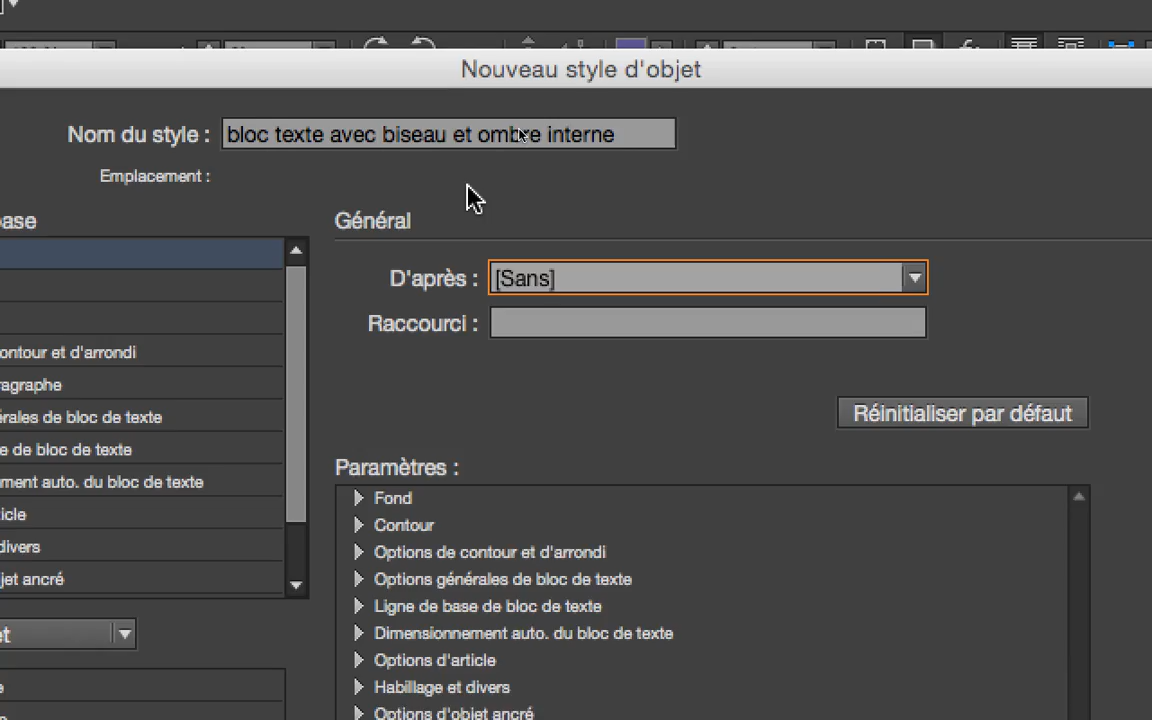 Nouveau style d'objet
Nom du style : bloc texte avec biseau et ombre interne
Emplacement :
ase
Général
D'après : [Sans]
Raccourci :
ontour et d'arrondi
ragraphe
érales de bloc de texte
e de bloc de texte
ment auto. du bloc de texte
icle
divers
jet ancré
Réinitialiser par défaut
Paramètres :
Fond
Contour
Options de contour et d'arrondi
Options générales de bloc de texte
Ligne de base de bloc de texte
Dimensionnement auto. du bloc de texte
Options d'article
Habillage et divers
Options d'objet ancré
et